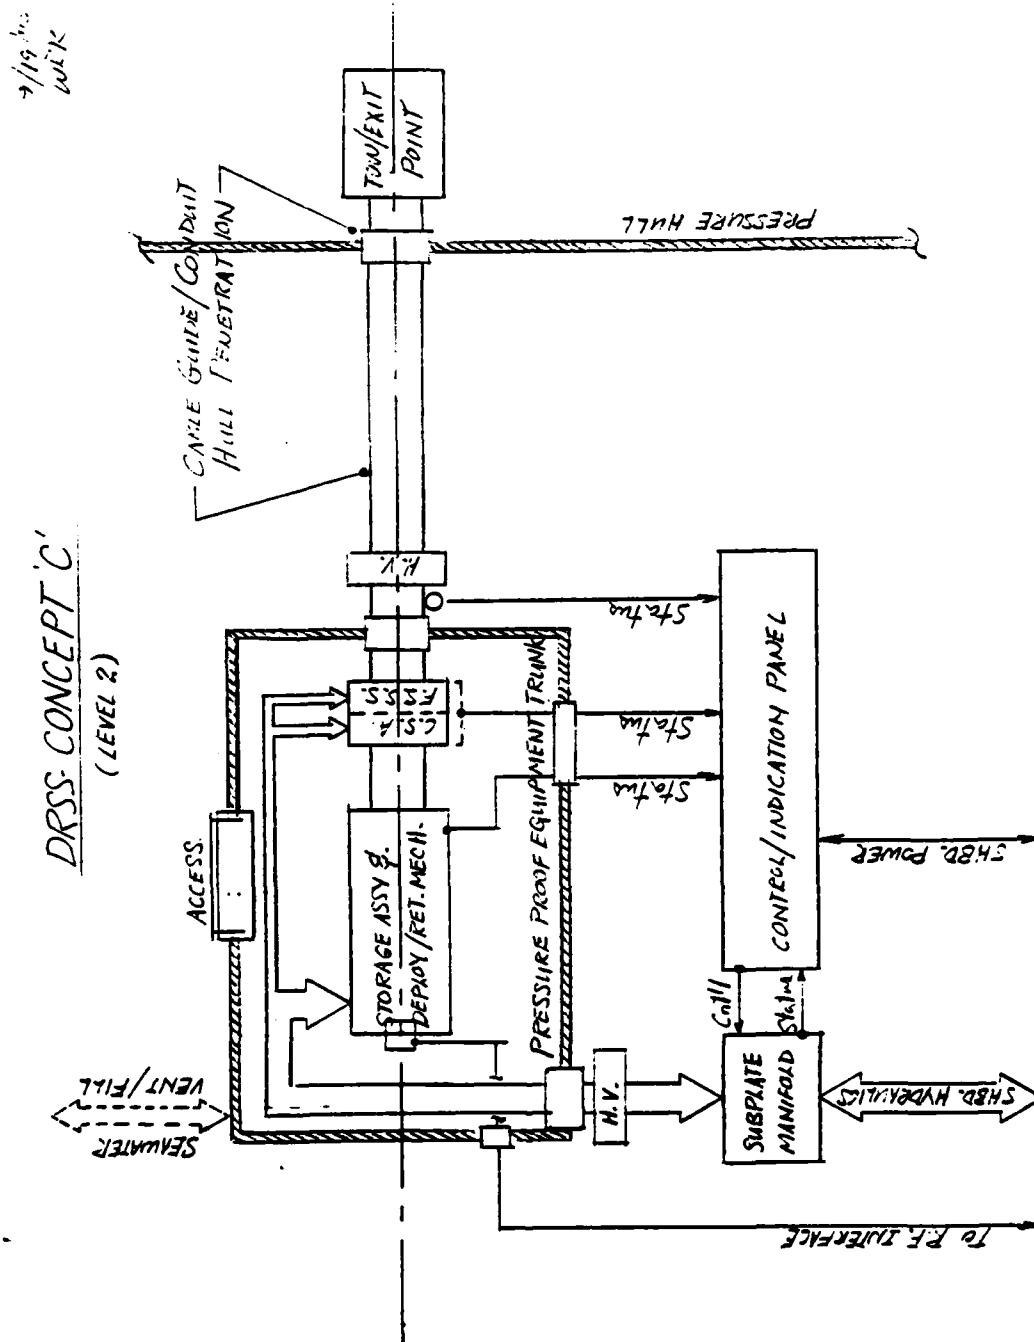 DRSS CONCEPT 'C'
(LEVEL 2)
WCK
SEAWATER
VENT/FILL
ACCESS
CABLE GUIDE/CONDUIT
HULL PENETRATION
TOW/EXIT
POINT
PRESSURE HULL
STORAGE ASSY &
DEPLOY/RET. MECH.
C.S.A.
F.S.S.
H.V.
PRESSURE PROOF EQUIPMENT TRUNK
H.V.
Status
Status
Status
SUBPLATE
MANIFOLD
Cnt'l
Status
CONTROL/INDICATION PANEL
TO R.F. INTERFACE
SHBD. HYDRAULICS
SHBD. POWER